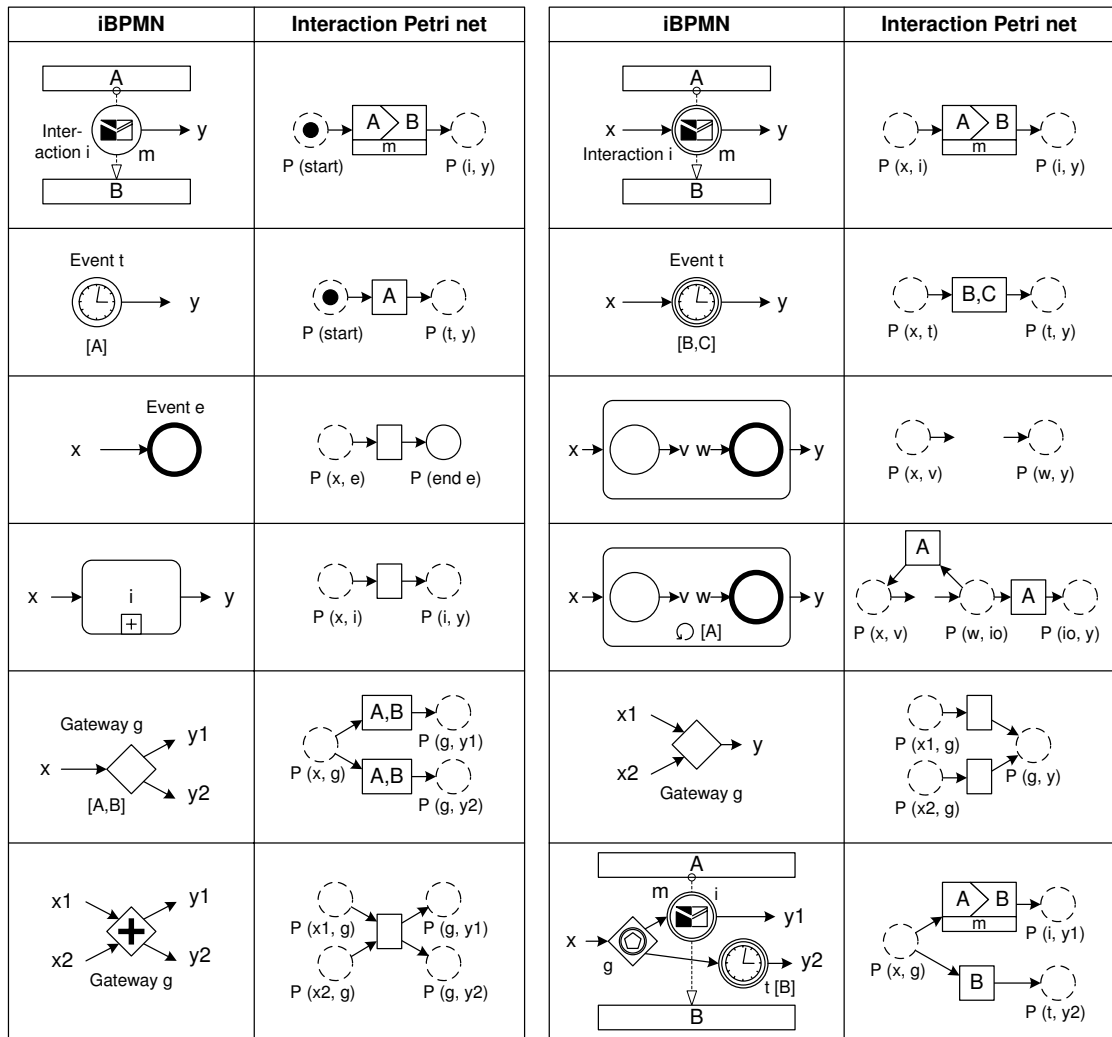 iBPMN Interaction Petri net iBPMN Interaction Petri net
A
Inter-
action i
y
m
B
A B
m
P (start) P (i, y)
A
x y
Interaction i m
B
A B
m
P (x, i) P (i, y)
Event t
y
[A]
A
P (start) P (t, y)
Event t
x y
[B,C]
B,C
P (x, t) P (t, y)
Event e
x
P (x, e) P (end e)
x v w y
P (x, v) P (w, y)
x i y
+
P (x, i) P (i, y)
x v w y
[A]
A
A
P (x, v) P (w, io) P (io, y)
Gateway g
x y1
y2
[A,B]
A,B
P (g, y1)
P (x, g)
A,B
P (g, y2)
x1
y
x2
Gateway g
P (x1, g)
P (g, y)
P (x2, g)
x1 y1
x2 y2
Gateway g
P (x1, g) P (g, y1)
P (x2, g) P (g, y2)
A
m i
y1
x
g
y2
t [B]
B
A B
m
P (i, y1)
P (x, g)
B
P (t, y2)